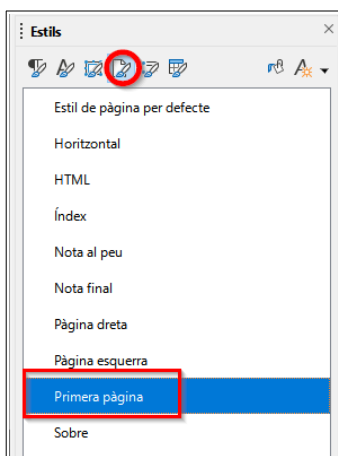 Estils
Estil de pàgina per defecte
Horitzontal
HTML
Índex
Nota al peu
Nota final
Pàgina dreta
Pàgina esquerra
Primera pàgina
Sobre